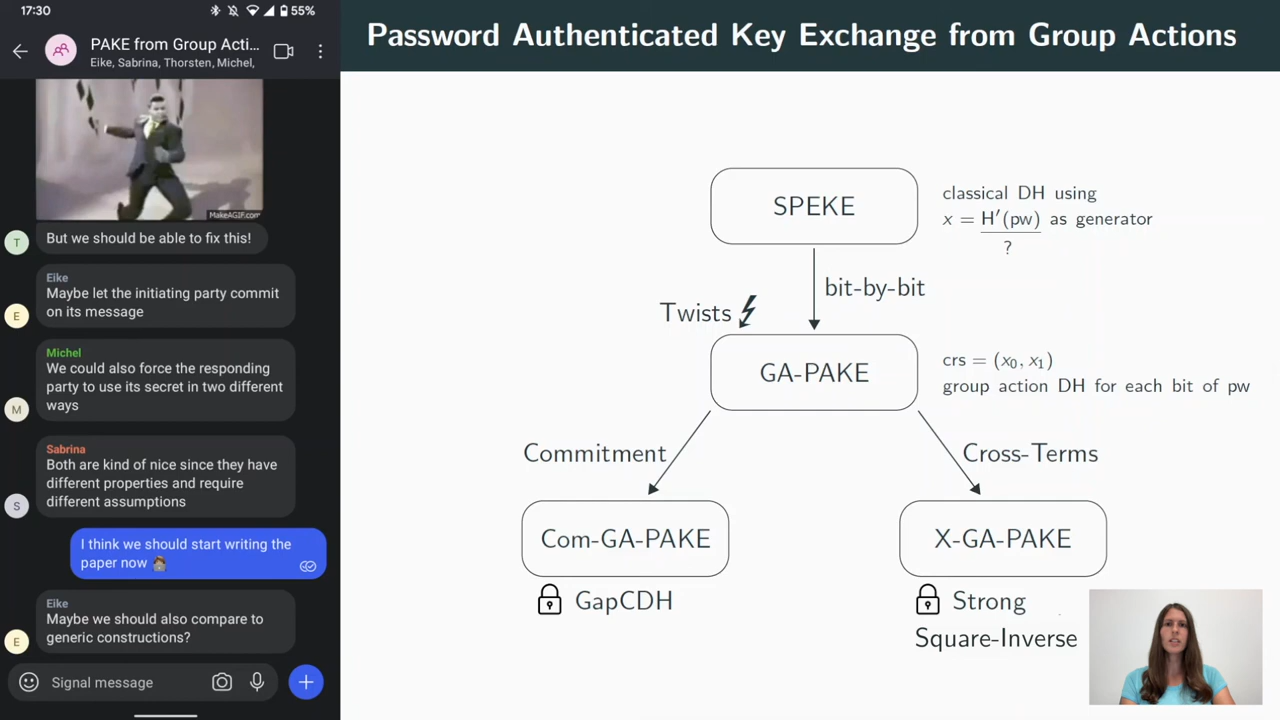 17:30
55%
PAKE from Group Acti...
Eike, Sabrina, Thorsten, Michel,
MakeAGIF.com
T
But we should be able to fix this!
Eike
Maybe let the initiating party commit
on its message
E
Michel
We could also force the responding
party to use its secret in two different
ways
M
Sabrina
Both are kind of nice since they have
different properties and require
different assumptions
S
I think we should start writing the
paper now
Eike
Maybe we should also compare to
generic constructions?
E
Signal message
Password Authenticated Key Exchange from Group Actions
SPEKE
classical DH using
x = H′(pw) as generator
?
bit-by-bit
Twists
GA-PAKE
crs = (x₀, x₁)
group action DH for each bit of pw
Commitment
Cross-Terms
Com-GA-PAKE
X-GA-PAKE
GapCDH
Strong
Square-Inverse